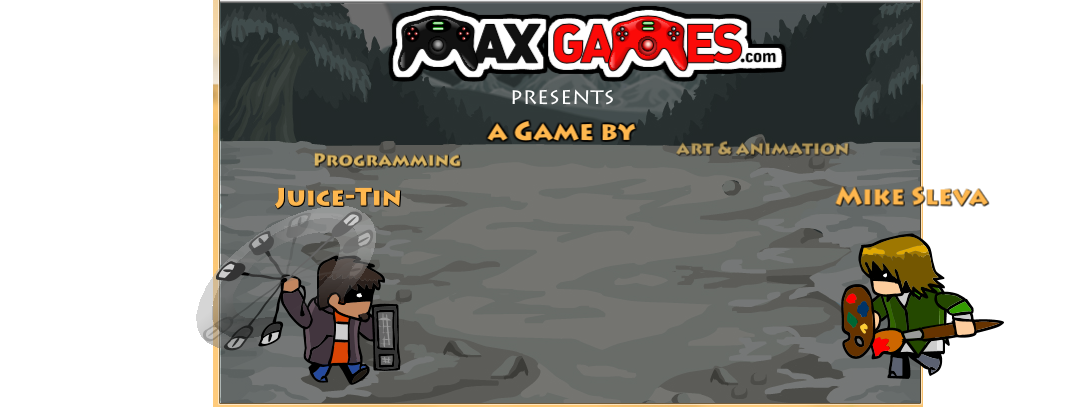 MAX GAMES.com
PRESENTS
A GAME BY
PROGRAMMING
ART & ANIMATION
JUICE-TIN
MIKE SLEVA